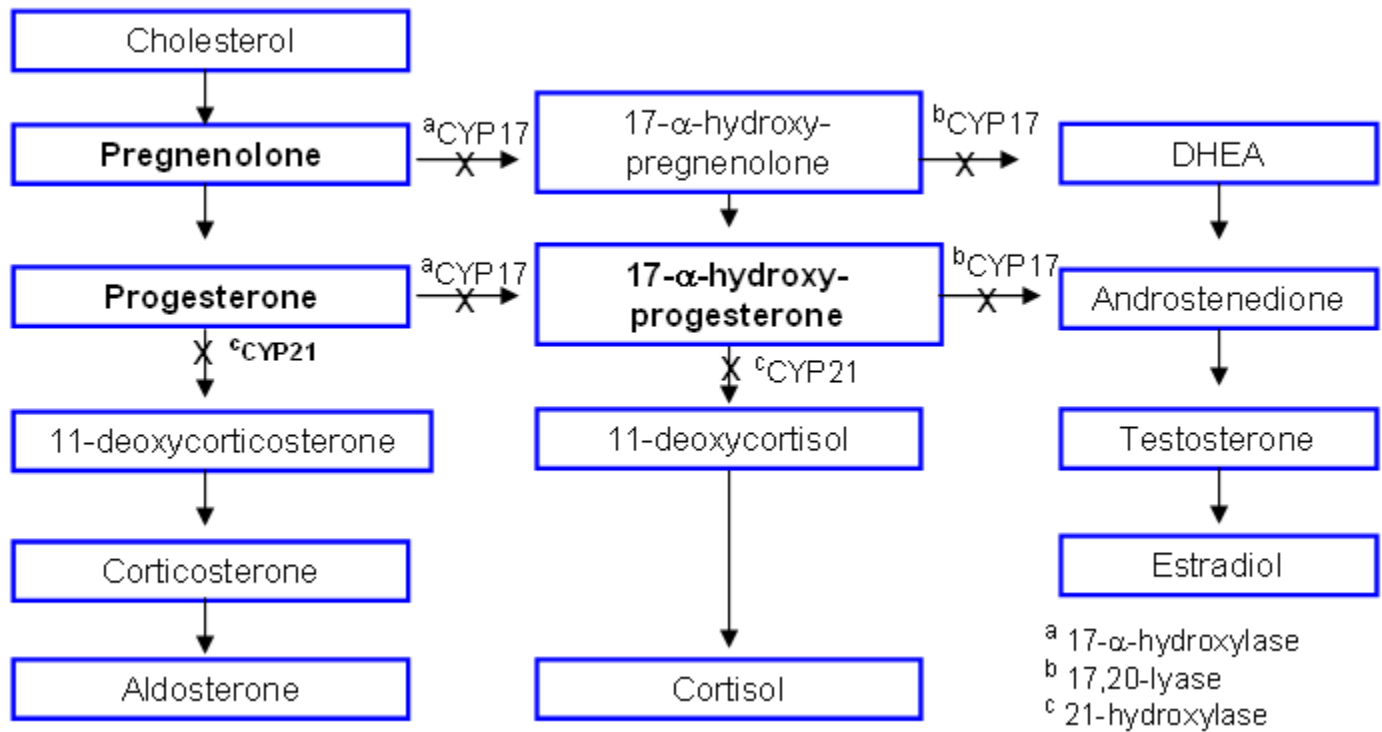 Cholesterol
Pregnenolone
ᵃCYP17
17-α-hydroxy-
pregnenolone
ᵇCYP17
DHEA
Progesterone
ᵃCYP17
17-α-hydroxy-
progesterone
ᵇCYP17
Androstenedione
X ᶜCYP21
X ᶜCYP21
11-deoxycorticosterone
11-deoxycortisol
Testosterone
Corticosterone
Estradiol
Aldosterone
Cortisol
ᵃ 17-α-hydroxylase
ᵇ 17,20-lyase
ᶜ 21-hydroxylase